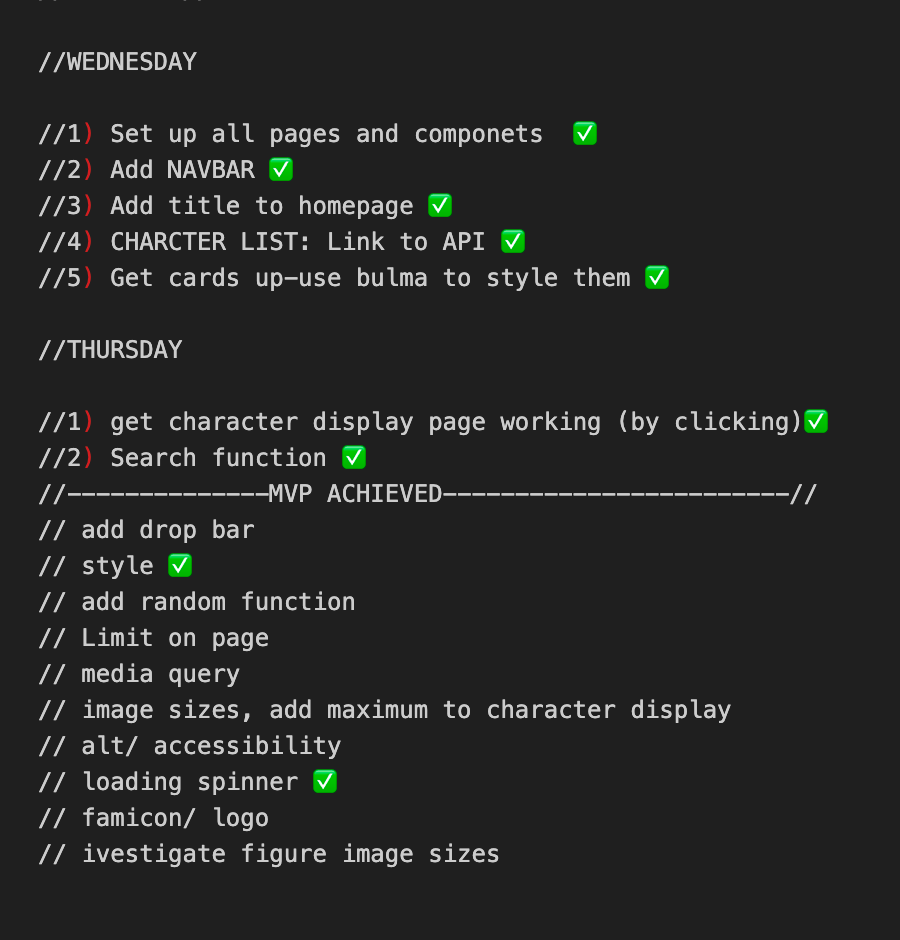 //WEDNESDAY
//1) Set up all pages and componets ✅
//2) Add NAVBAR ✅
//3) Add title to homepage ✅
//4) CHARCTER LIST: Link to API ✅
//5) Get cards up-use bulma to style them ✅
//THURSDAY
//1) get character display page working (by clicking)✅
//2) Search function ✅
//--------------MVP ACHIEVED------------------------//
// add drop bar
// style ✅
// add random function
// Limit on page
// media query
// image sizes, add maximum to character display
// alt/ accessibility
// loading spinner ✅
// famicon/ logo
// ivestigate figure image sizes